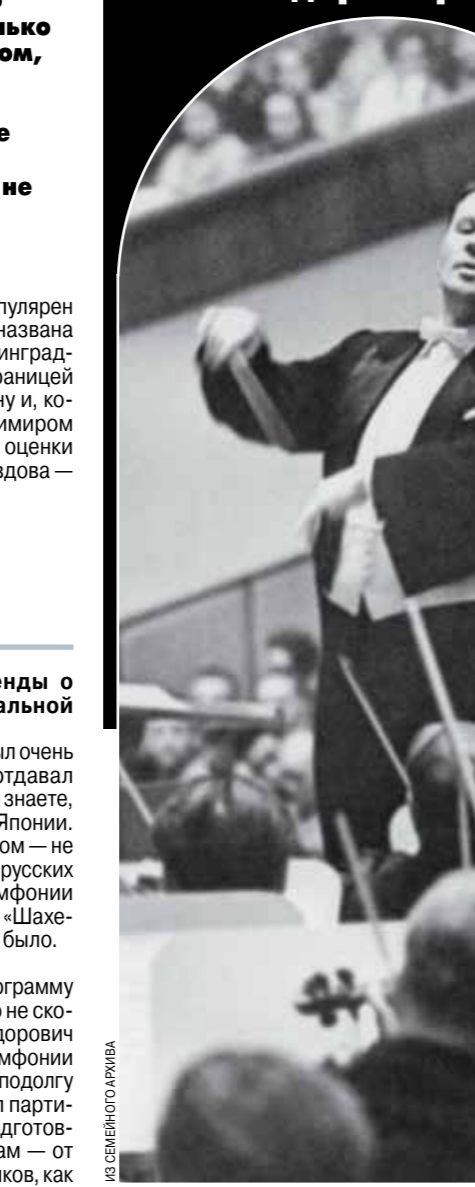 лько
ом,
е
не
пулярен
названа
инград-
раницей
ну и, ко-
имиром
оценки
здова —
енды о
альной
ыл очень
отдавал
знаете,
Японии.
ом — не
русских
мфонии
«Шахе-
было.
ограмму
о не ско-
дорович
мфонии
подолгу
л парти-
дготов-
ам — от
иков, как
ИЗ СЕМЕЙНОГО АРХИВА